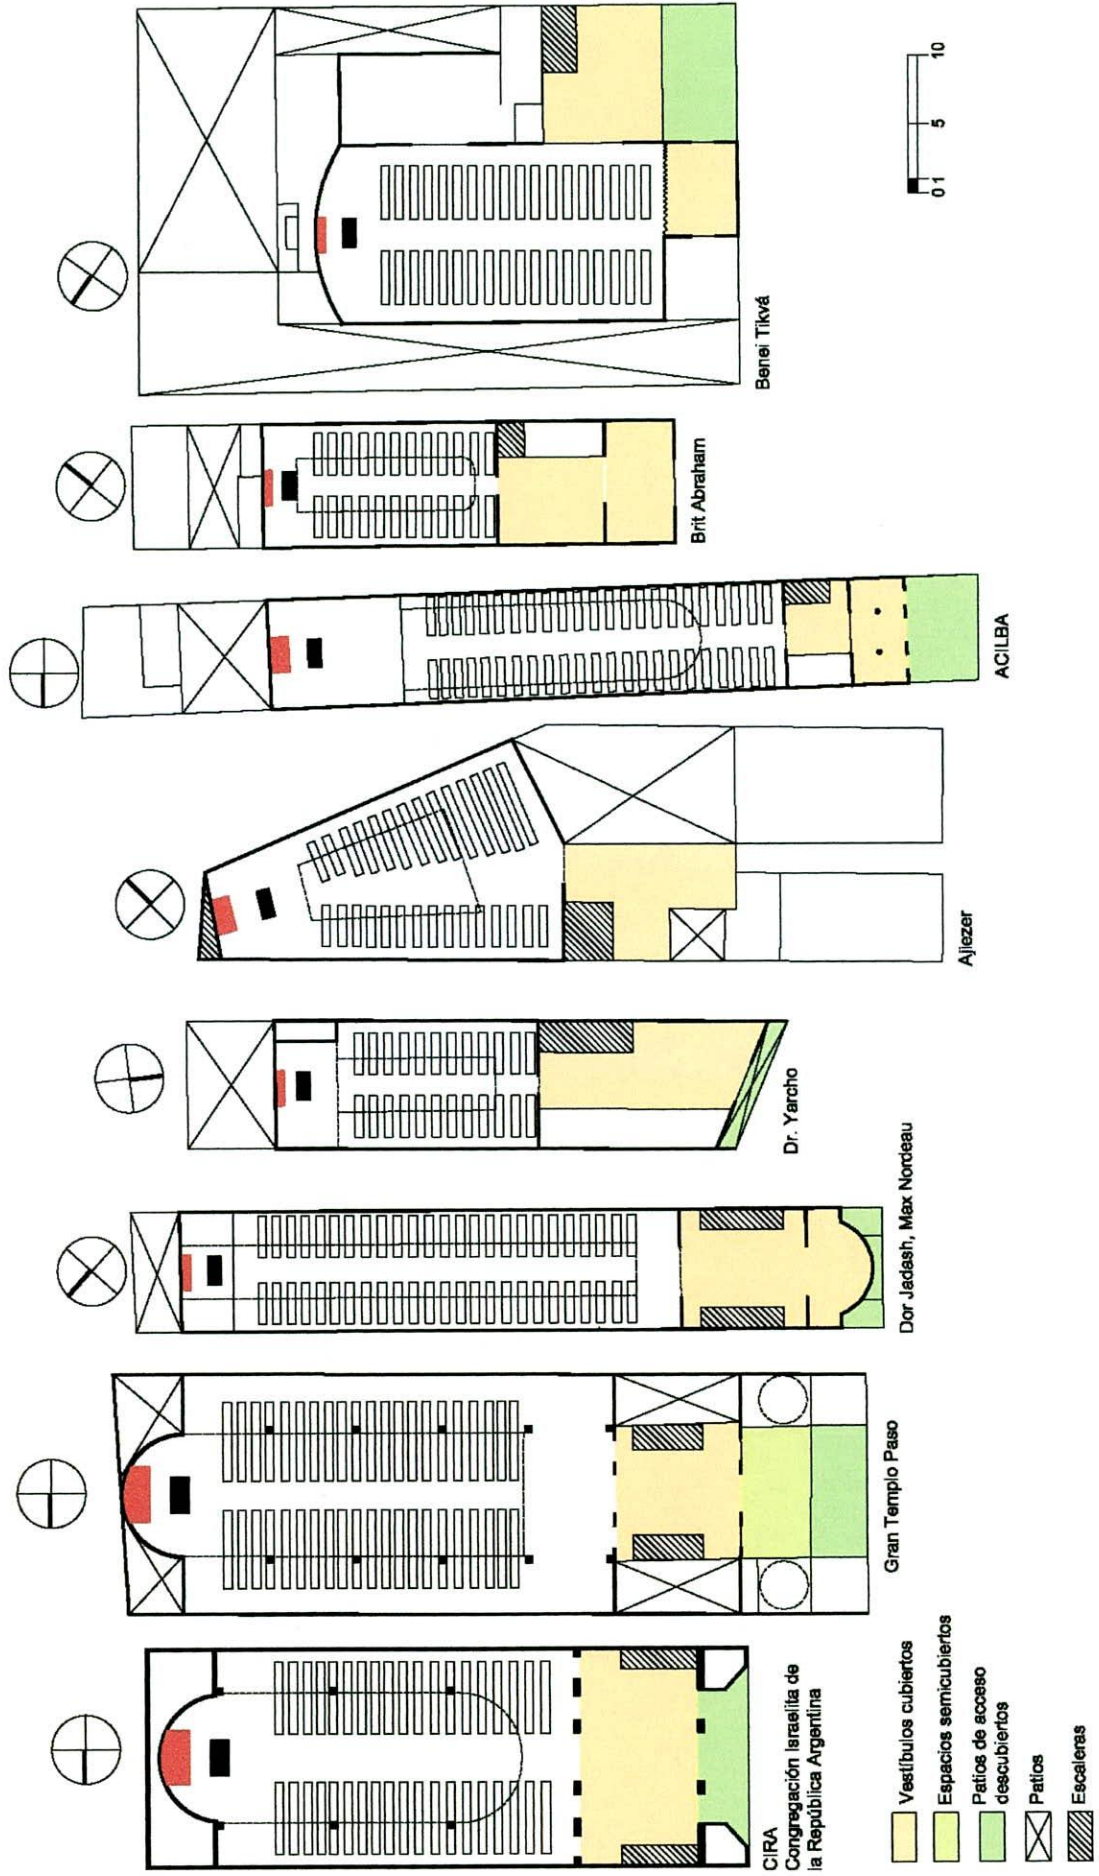 CIRA
Congregación Israelita de
la República Argentina
Gran Templo Paso
Dor Jadash, Max Nordeau
Dr. Yarcho
Ajiezer
ACILBA
Brit Abraham
Benei Tikvá
0 1 5 10
Vestíbulos cubiertos
Espacios semicubiertos
Patios de acceso
descubiertos
Patios
Escaleras